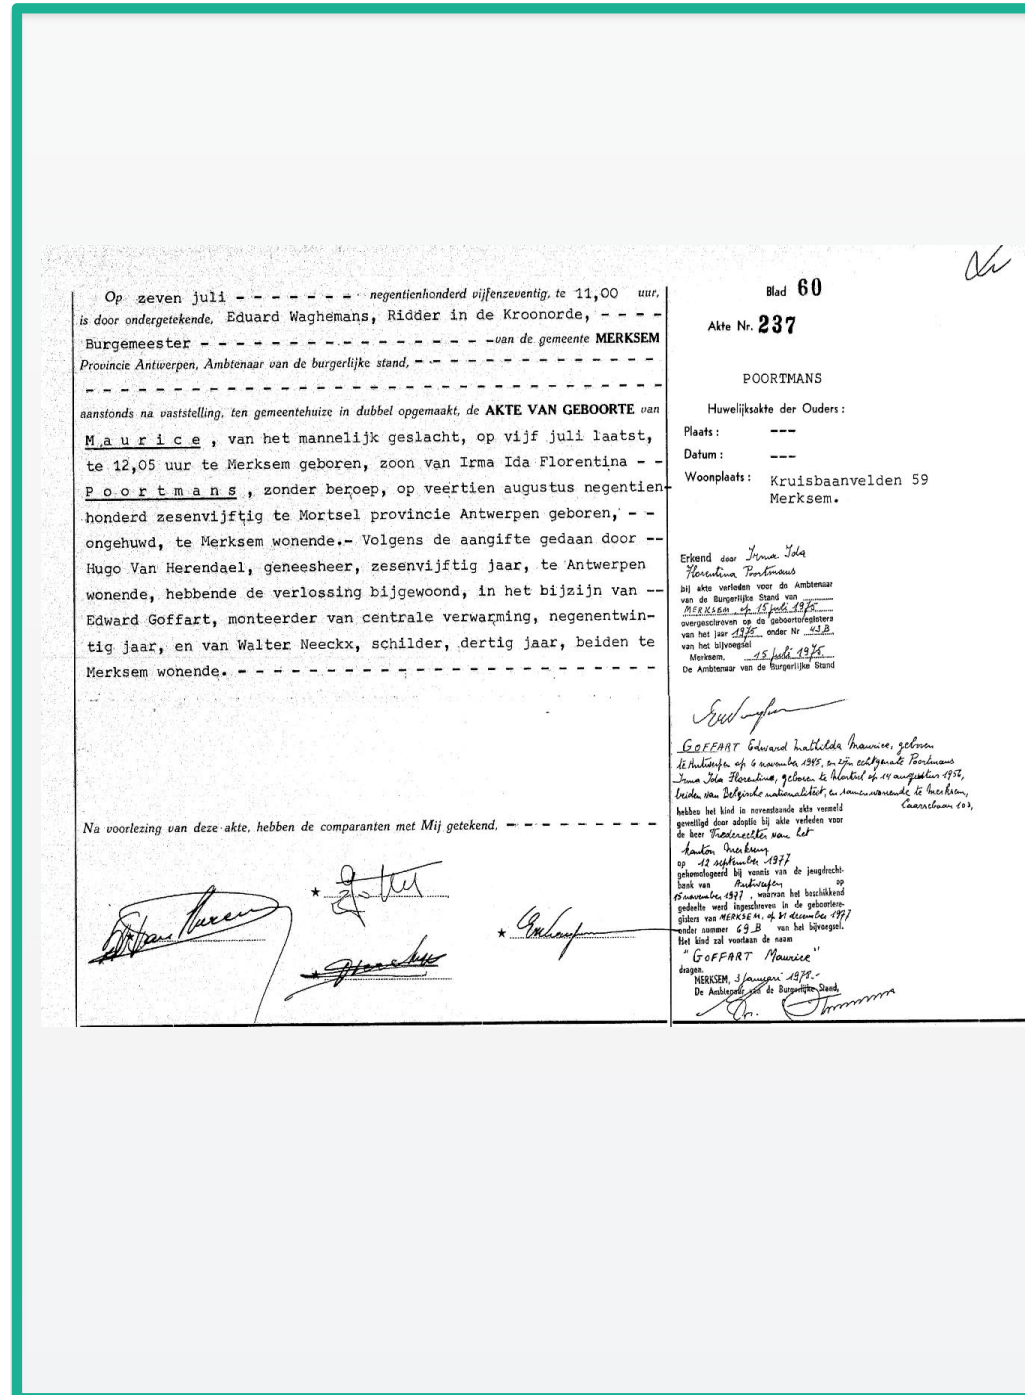 Op zeven juli - - - - - - - - negentienhonderd vijfenzeventig, te 11,00 uur,
is door ondergetekende, Eduard Waghemans, Ridder in de Kroonorde, - - - -
Burgemeester - - - - - - - - - - - - - - - - - van de gemeente MERKSEM
Provincie Antwerpen, Ambtenaar van de burgerlijke stand, - - - - - - - - - - - - - -
aanstonds na vaststelling, ten gemeentehuize in dubbel opgemaakt, de AKTE VAN GEBOORTE van
M a u r i c e , van het mannelijk geslacht, op vijf juli laatst,
te 12,05 uur te Merksem geboren, zoon van Irma Ida Florentina - -
P o o r t m a n s , zonder beroep, op veertien augustus negentien-
honderd zesenvijftig te Mortsel provincie Antwerpen geboren, - -
ongehuwd, te Merksem wonende.- Volgens de aangifte gedaan door --
Hugo Van Herendael, geneesheer, zesenvijftig jaar, te Antwerpen
wonende, hebbende de verlossing bijgewoond, in het bijzijn van --
Edward Goffart, monteerder van centrale verwarming, negenentwin-
tig jaar, en van Walter Neeckx, schilder, dertig jaar, beiden te
Merksem wonende. - - - - - - - - - - - - - - - - - - - - - - -
Na voorlezing van deze akte, hebben de comparanten met Mij getekend, - - - - - - - - -
Blad 60
Akte Nr. 237
POORTMANS
Huwelijksakte der Ouders :
Plaats : ---
Datum : ---
Woonplaats : Kruisbaanvelden 59
Merksem.
Erkend door Irma Ida
Florentina Poortmans
bij akte verleden voor de Ambtenaar
van de Burgerlijke Stand van
MERKSEM, op 15 juli 1975
overgeschreven op de geboorteregisters
van het jaar 1975 onder Nr 43B
van het bijvoegsel
Merksem, 15 juli 1975
De Ambtenaar van de Burgerlijke Stand
GOFFART Edward Mathilda Maurice, geboren
te Antwerpen op 6 november 1945, en zijn echtgenote Poortmans
Irma Ida Florentina, geboren te Mortsel op 14 augustus 1956,
beiden van Belgische nationaliteit, en samenwonende te Merksem,
103,
hebben het kind in nevenstaande akte vermeld
gewettigd door adoptie bij akte verleden voor
de heer Vrederechter van het
kanton Merksem
op 12 september 1977
gehomologeerd bij vonnis van de jeugdrecht-
bank van Antwerpen op
15 november 1977, waarvan het beschikkend
gedeelte werd ingeschreven in de geboortere-
gisters van MERKSEM, op 31 december 1977
onder nummer 69 B van het bijvoegsel.
Het kind zal voortaan de naam
"GOFFART Maurice"
dragen.
MERKSEM, 3 januari 1978.-
De Ambtenaar van de Burgerlijke Stand,